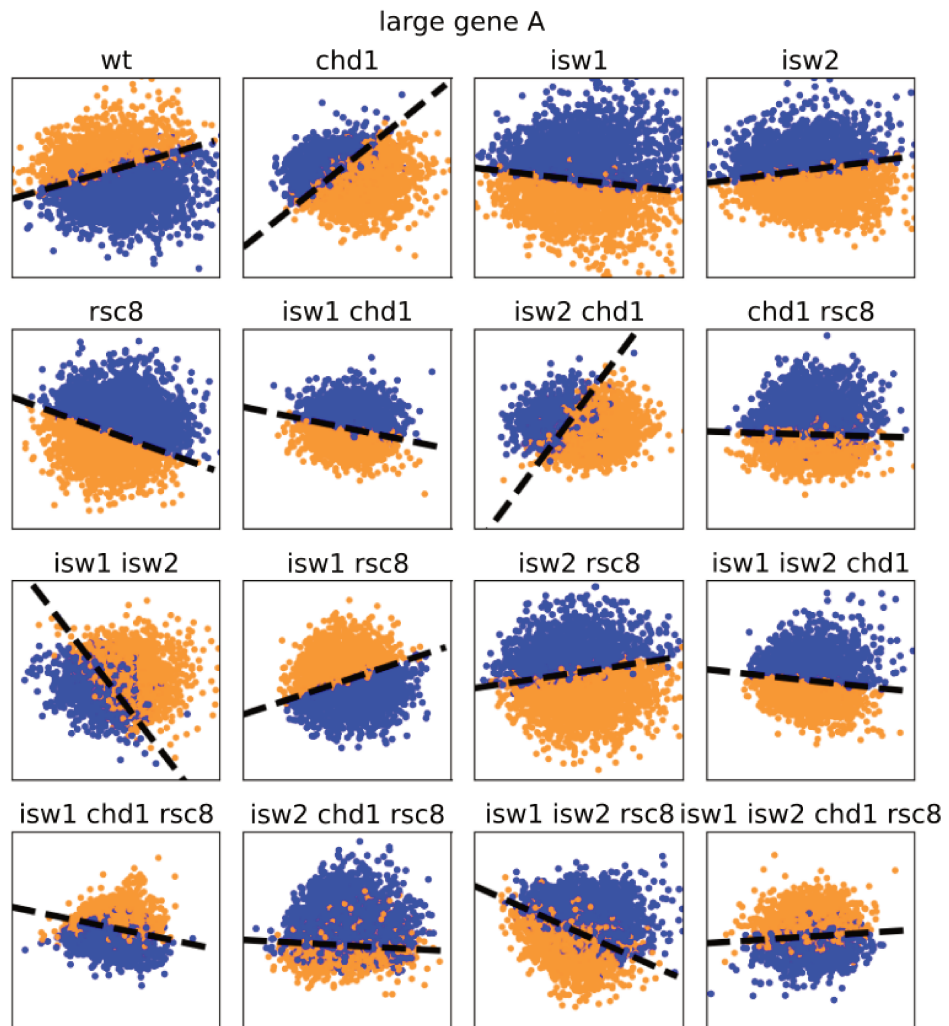 large gene A
wt chd1 isw1 isw2
rsc8 isw1 chd1 isw2 chd1 chd1 rsc8
isw1 isw2 isw1 rsc8 isw2 rsc8 isw1 isw2 chd1
isw1 chd1 rsc8 isw2 chd1 rsc8 isw1 isw2 rsc8 isw1 isw2 chd1 rsc8